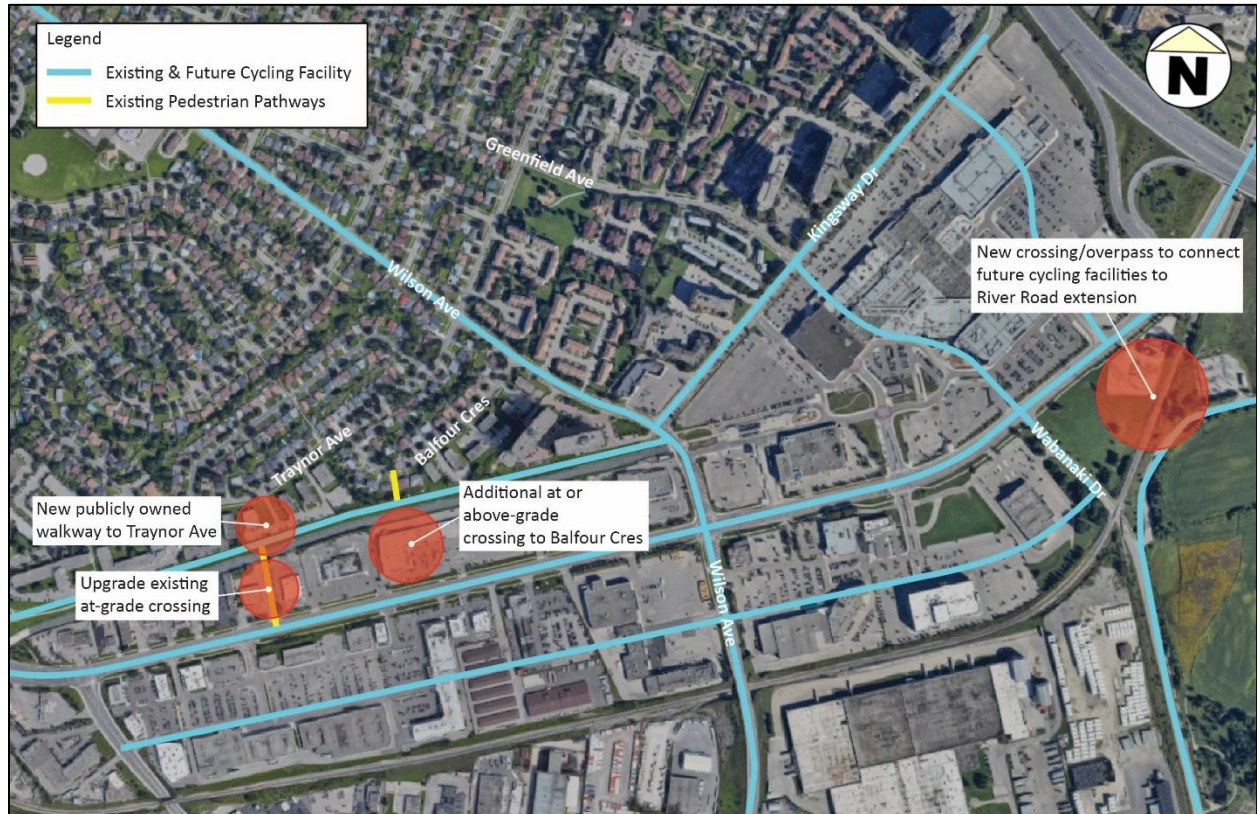 Legend
Existing & Future Cycling Facility
Existing Pedestrian Pathways
N
Greenfield Ave
Kingsway Dr
Wilson Ave
New crossing/overpass to connect
future cycling facilities to
River Road extension
Balfour Cres
Traynor Ave
Wabanaki Dr
New publicly owned
walkway to Traynor Ave
Additional at or
above-grade
crossing to Balfour Cres
Upgrade existing
at-grade crossing
Wilson Ave